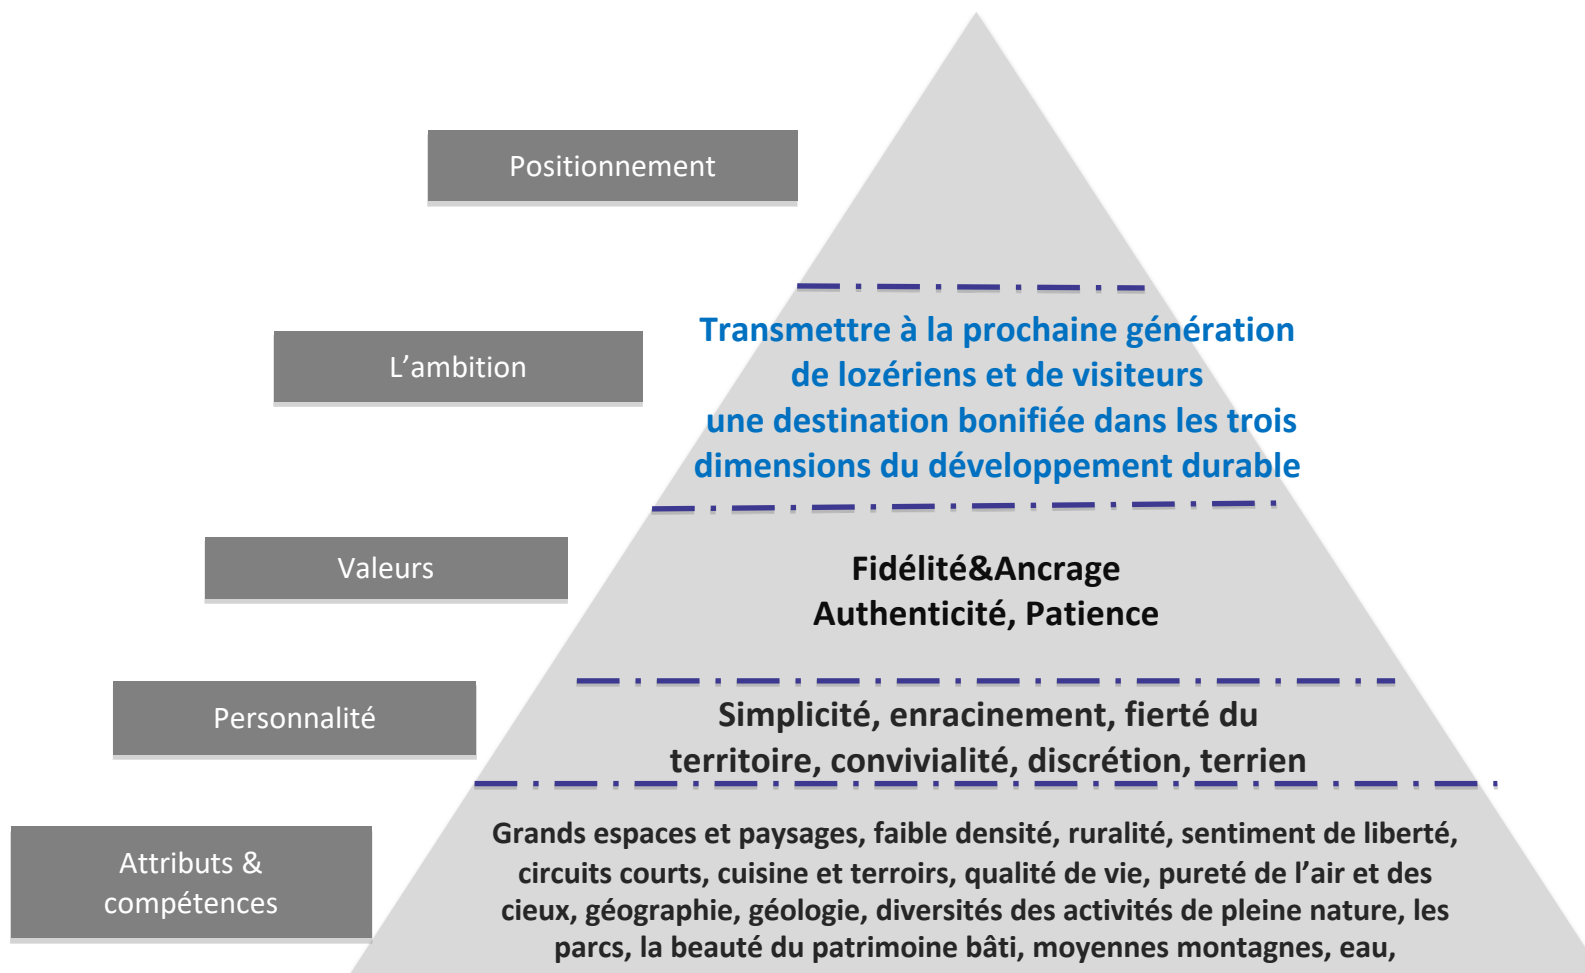 Positionnement
L’ambition
Transmettre à la prochaine génération
de lozériens et de visiteurs
une destination bonifiée dans les trois
dimensions du développement durable
Valeurs
Fidélité&Ancrage
Authenticité, Patience
Personnalité
Simplicité, enracinement, fierté du
territoire, convivialité, discrétion, terrien
Attributs &
compétences
Grands espaces et paysages, faible densité, ruralité, sentiment de liberté,
circuits courts, cuisine et terroirs, qualité de vie, pureté de l’air et des
cieux, géographie, géologie, diversités des activités de pleine nature, les
parcs, la beauté du patrimoine bâti, moyennes montagnes, eau,